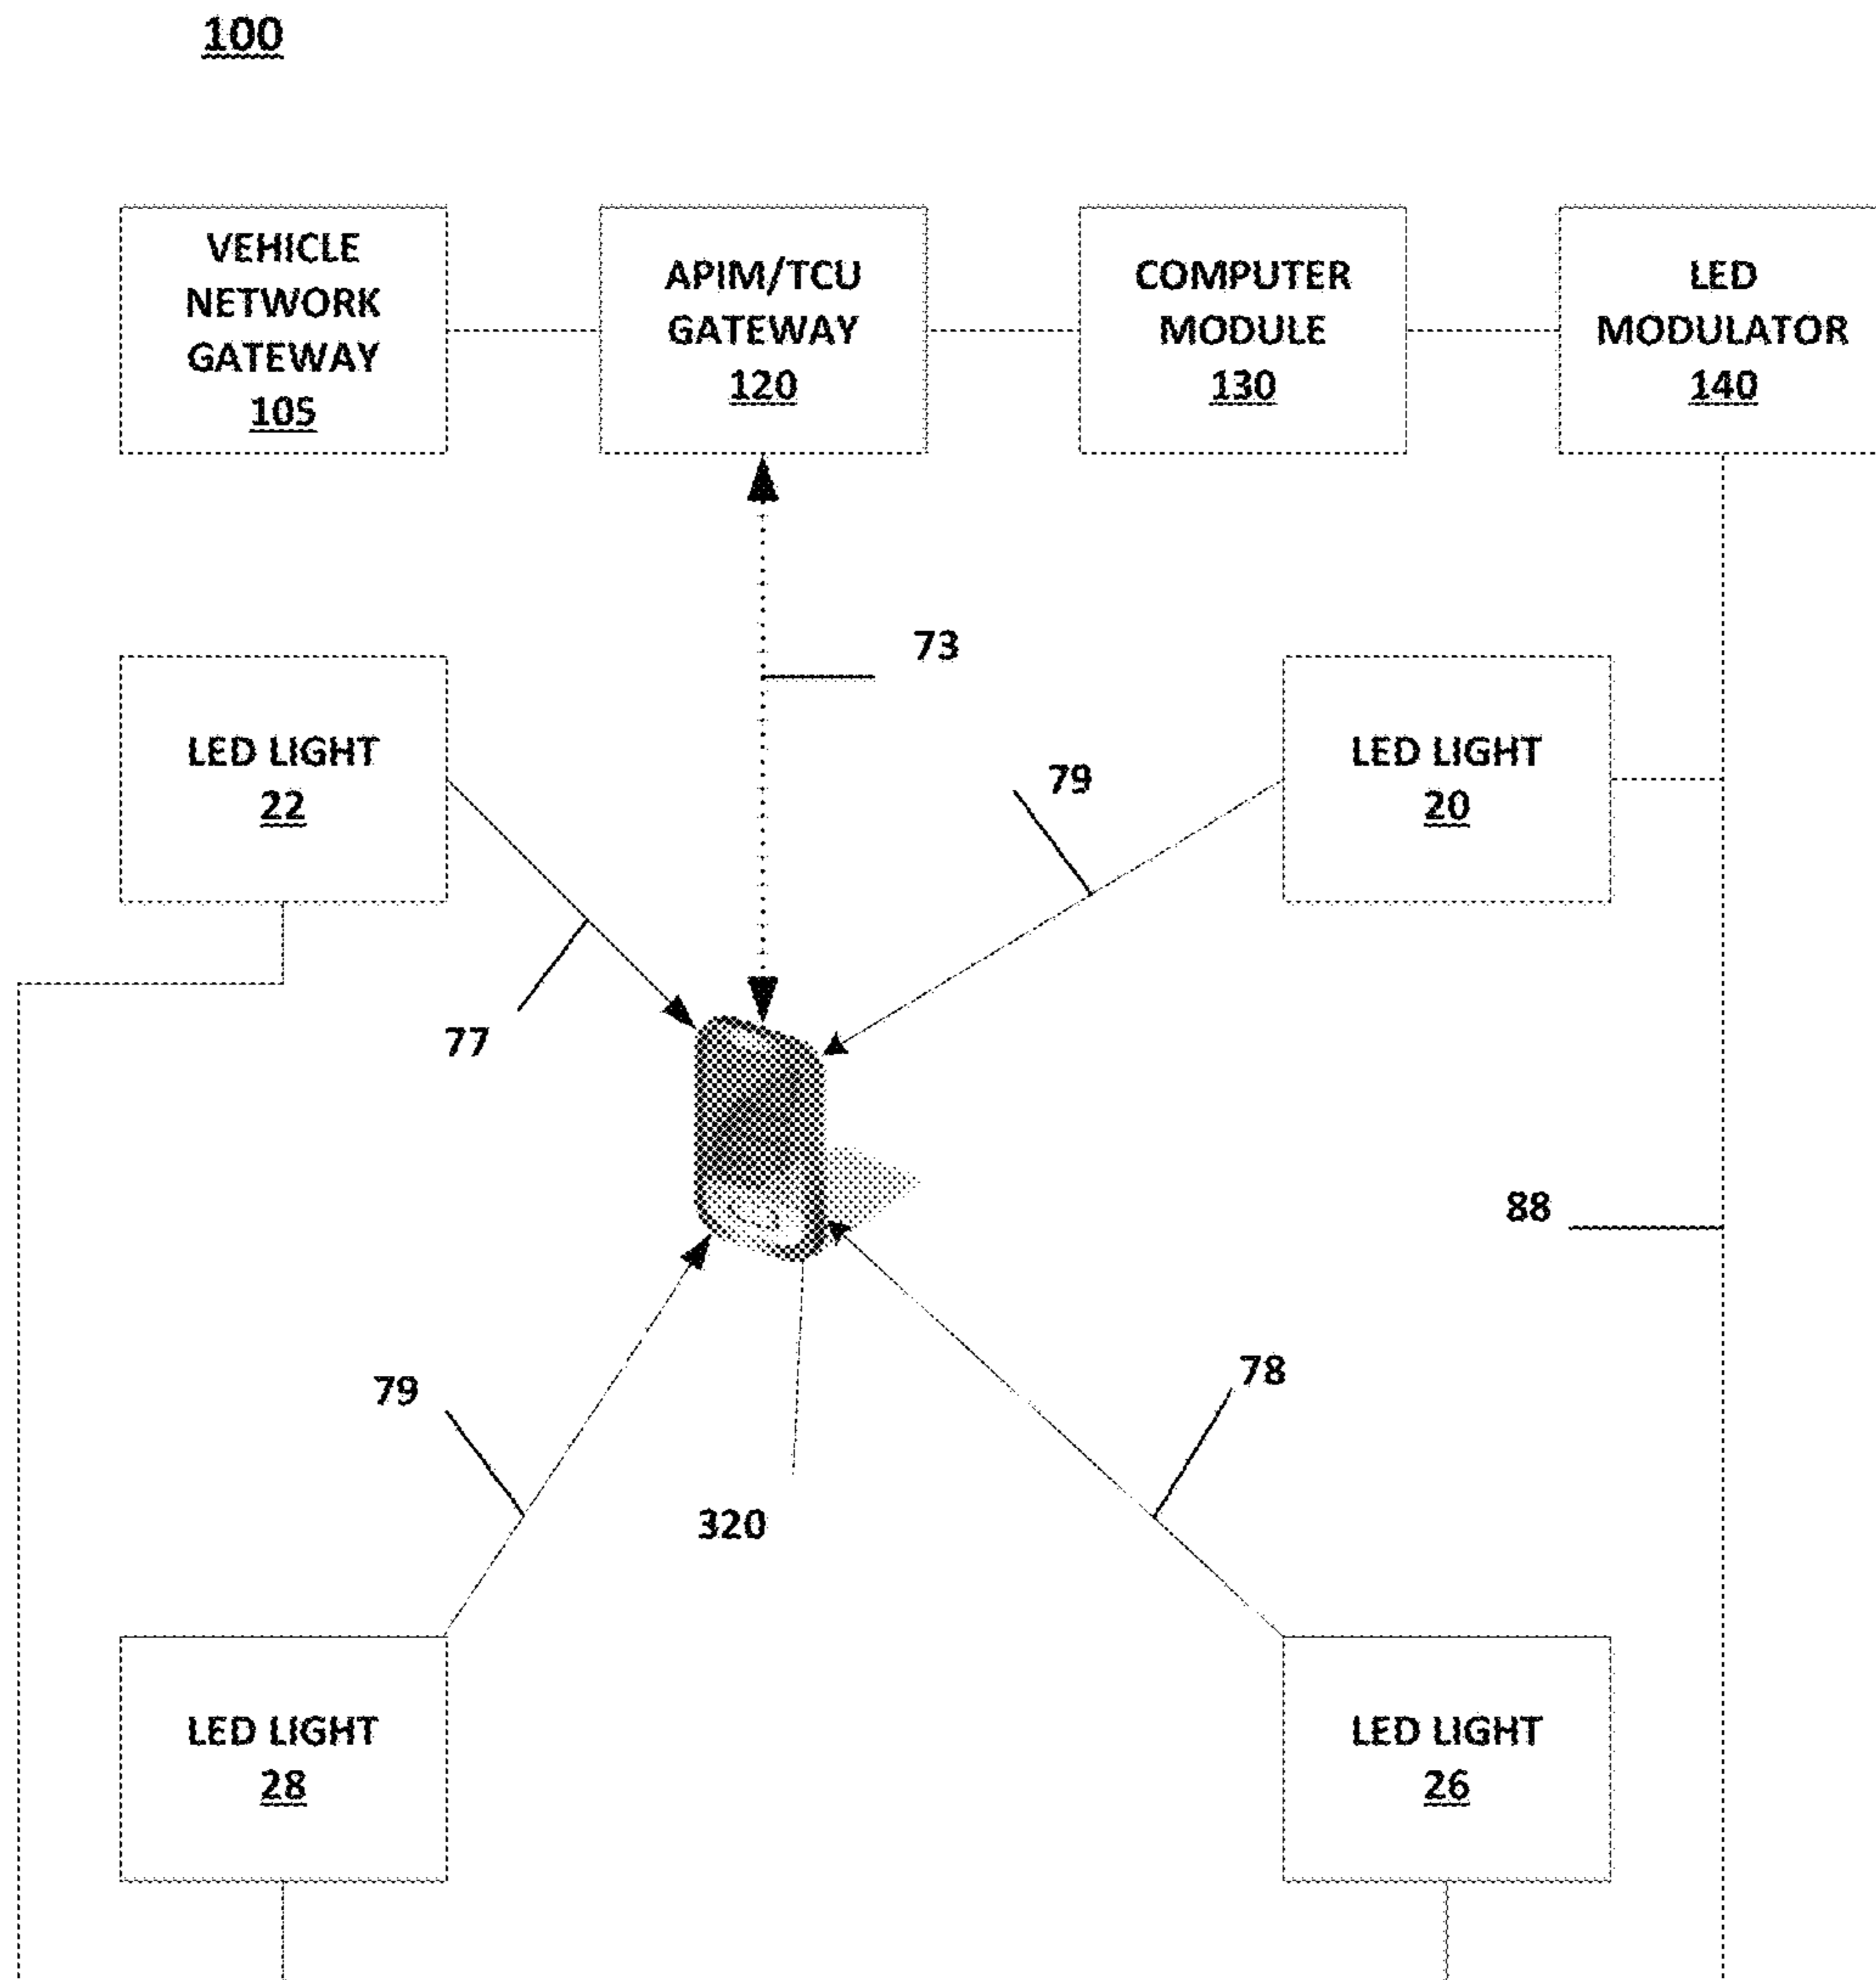 100
VEHICLE
NETWORK
GATEWAY
105
APIM/TCU
GATEWAY
120
COMPUTER
MODULE
130
LED
MODULATOR
140
73
LED LIGHT
22
79
LED LIGHT
20
77
88
79
78
320
LED LIGHT
28
LED LIGHT
26